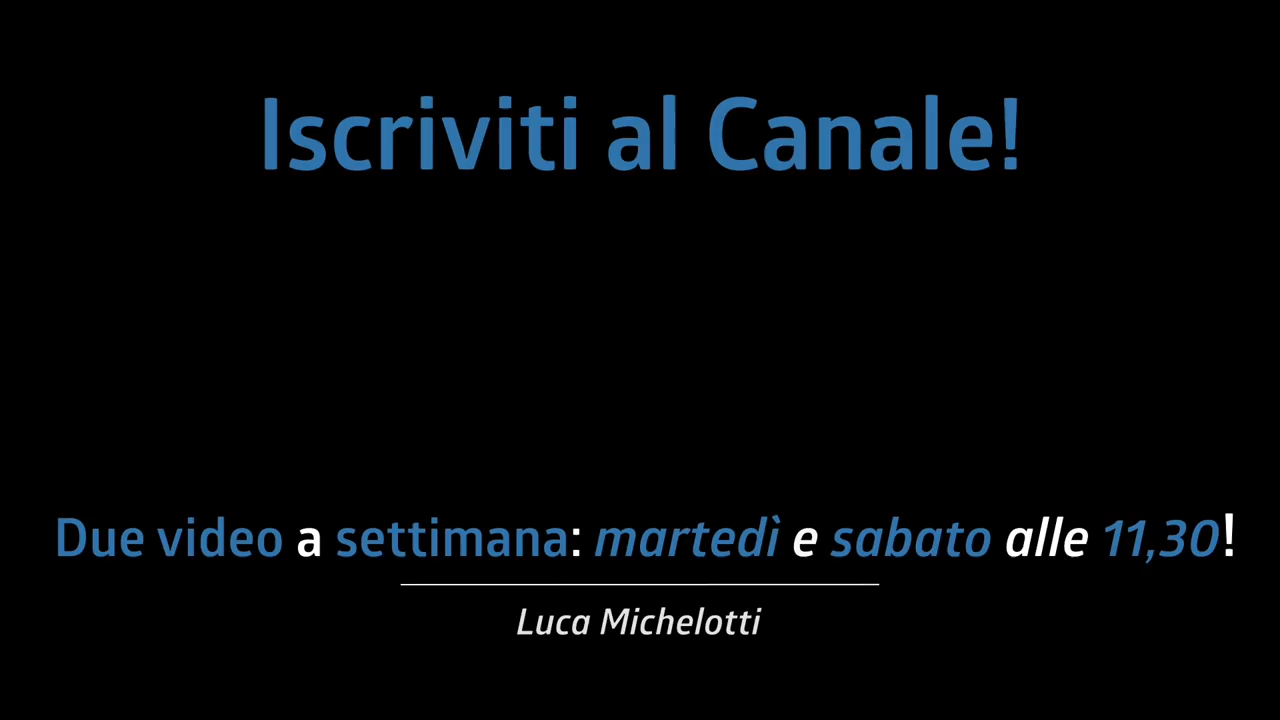 Iscriviti al Canale!
Due video a settimana: martedì e sabato alle 11,30!
Luca Michelotti